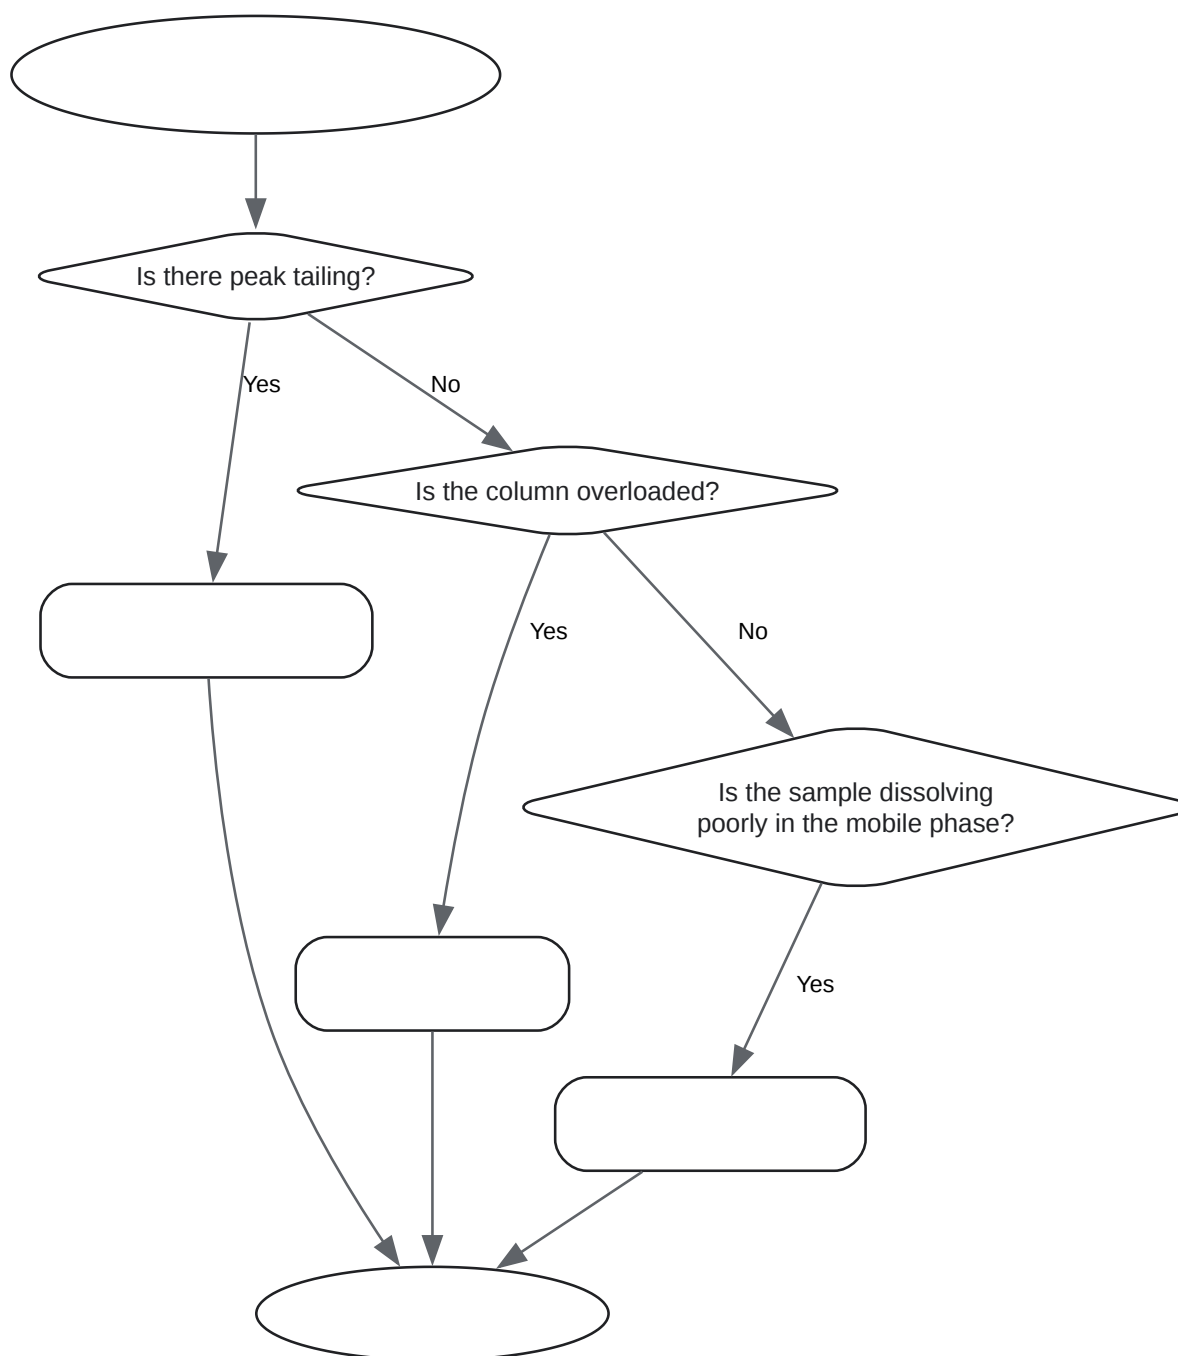 Is there peak tailing?
Yes
No
Is the column overloaded?
Yes
No
Is the sample dissolving
poorly in the mobile phase?
Yes